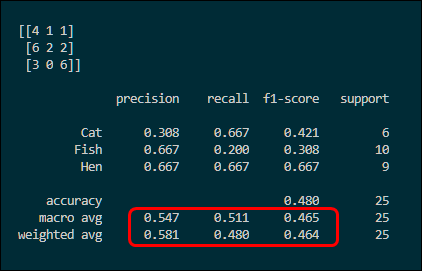 [[4 1 1]
[6 2 2]
[3 0 6]]
precision recall f1-score support
Cat 0.308 0.667 0.421 6
Fish 0.667 0.200 0.308 10
Hen 0.667 0.667 0.667 9
accuracy 0.480 25
macro avg 0.547 0.511 0.465 25
weighted avg 0.581 0.480 0.464 25